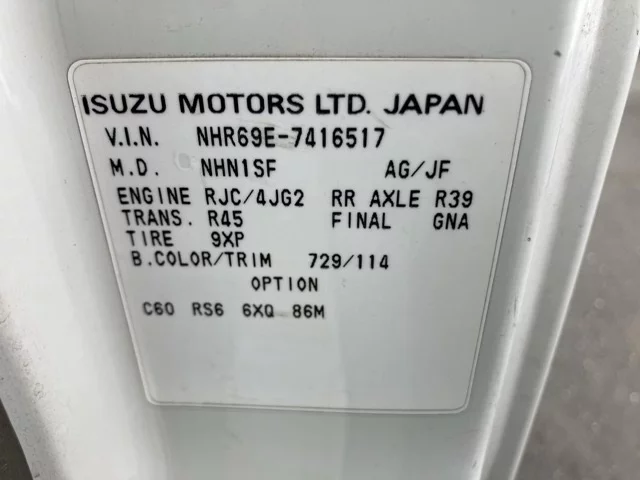 ISUZU MOTORS LTD. JAPAN
V.I.N. NHR69E-7416517
M.D. NHN1SF AG/JF
ENGINE RJC/4JG2 RR AXLE R39
TRANS. R45 FINAL GNA
TIRE 9XP
B.COLOR/TRIM 729/114
OPTION
C60 RS6 6XQ 86M